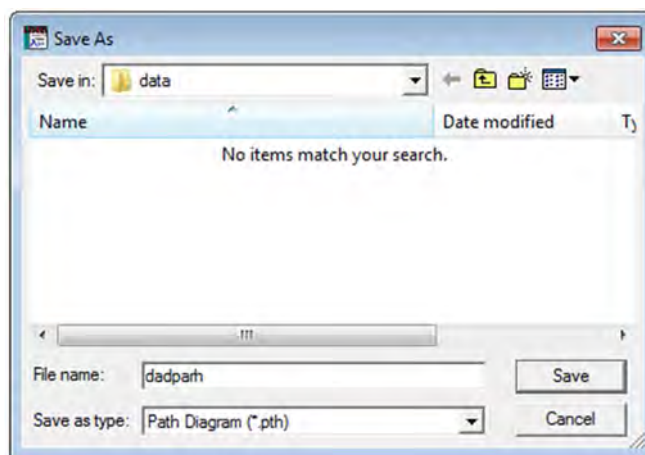 Save As
Save in: data
Name Date modified Ty
No items match your search.
File name: dadparh
Save
Save as type: Path Diagram (*.pth)
Cancel